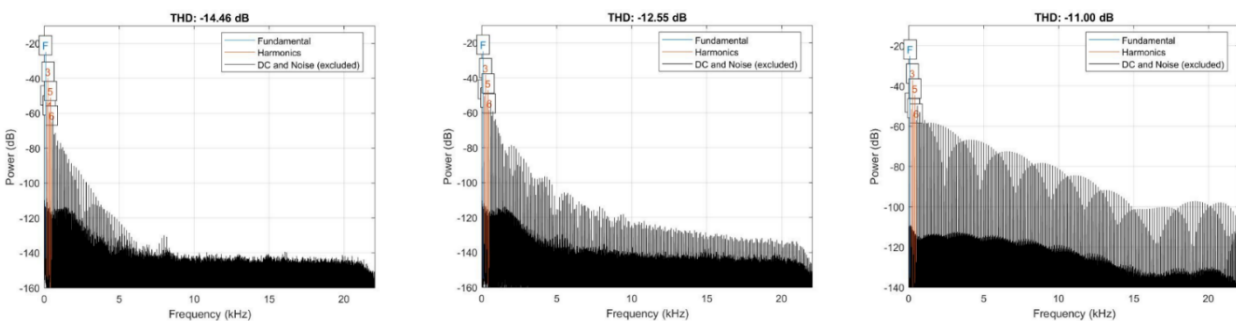 THD: -14.46 dB
-20
-40
-60
-80
-100
-120
-140
-160
Power (dB)
F
3
5
6
Fundamental
Harmonics
DC and Noise (excluded)
0
5
10
15
20
Frequency (kHz)
THD: -12.55 dB
-20
-40
-60
-80
-100
-120
-140
-160
Power (dB)
F
3
5
6
Fundamental
Harmonics
DC and Noise (excluded)
0
5
10
15
20
Frequency (kHz)
THD: -11.00 dB
-20
-40
-60
-80
-100
-120
-140
Power (dB)
F
3
5
6
Fundamental
Harmonics
DC and Noise (excluded)
0
5
10
15
20
Frequency (kHz)